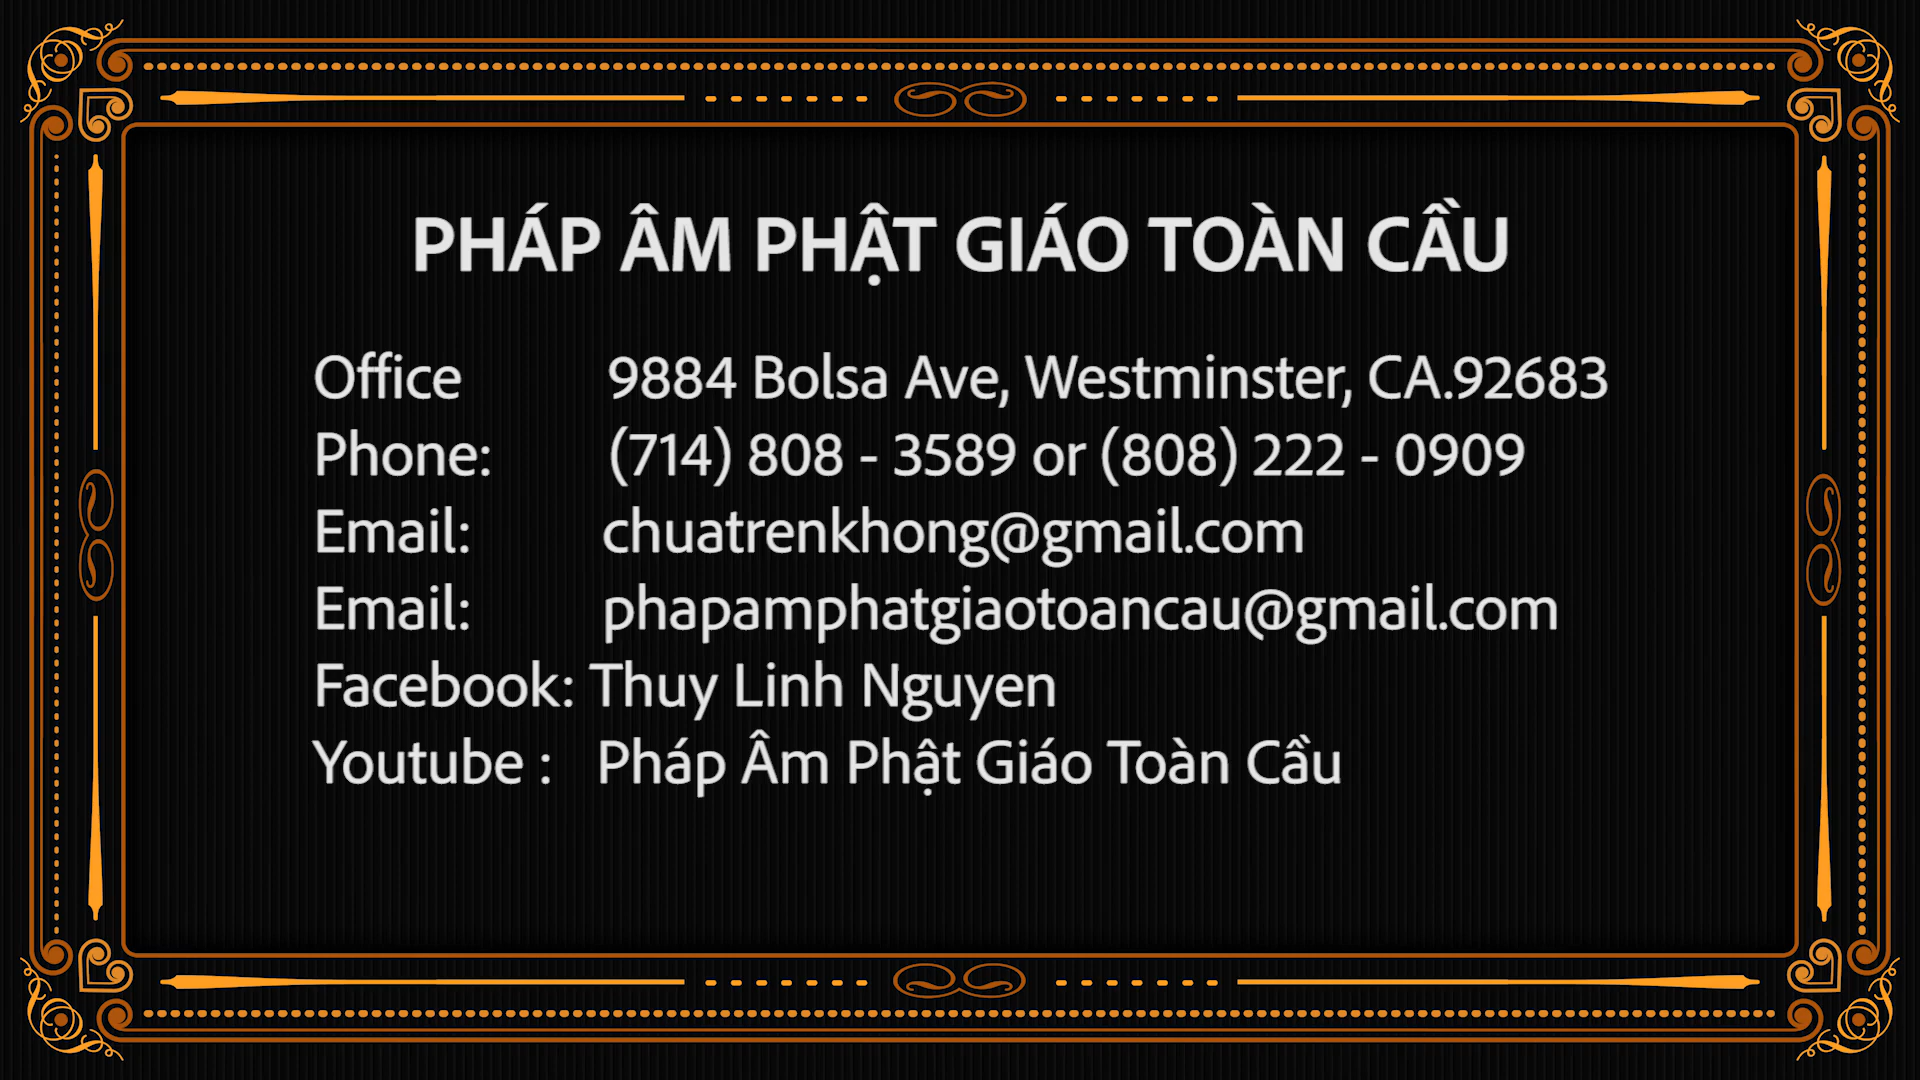 PHÁP ÂM PHẬT GIÁO TOÀN CẦU
Office 9884 Bolsa Ave, Westminster, CA.92683
Phone: (714) 808 - 3589 or (808) 222 - 0909
Email: chuatrenkhong@gmail.com
Email: phapamphatgiaotoancau@gmail.com
Facebook: Thuy Linh Nguyen
Youtube : Pháp Âm Phật Giáo Toàn Cầu